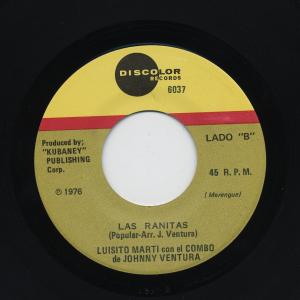 DISCOLOR
RECORDS
6037
Produced by;
"KUBANEY"
PUBLISHING
Corp.
LADO "B"
45 R.P.M.
℗ 1976
(Merengue)
LAS RANITAS
(Popular-Arr. J. Ventura)
LUISITO MARTI con el COMBO
de JOHNNY VENTURA